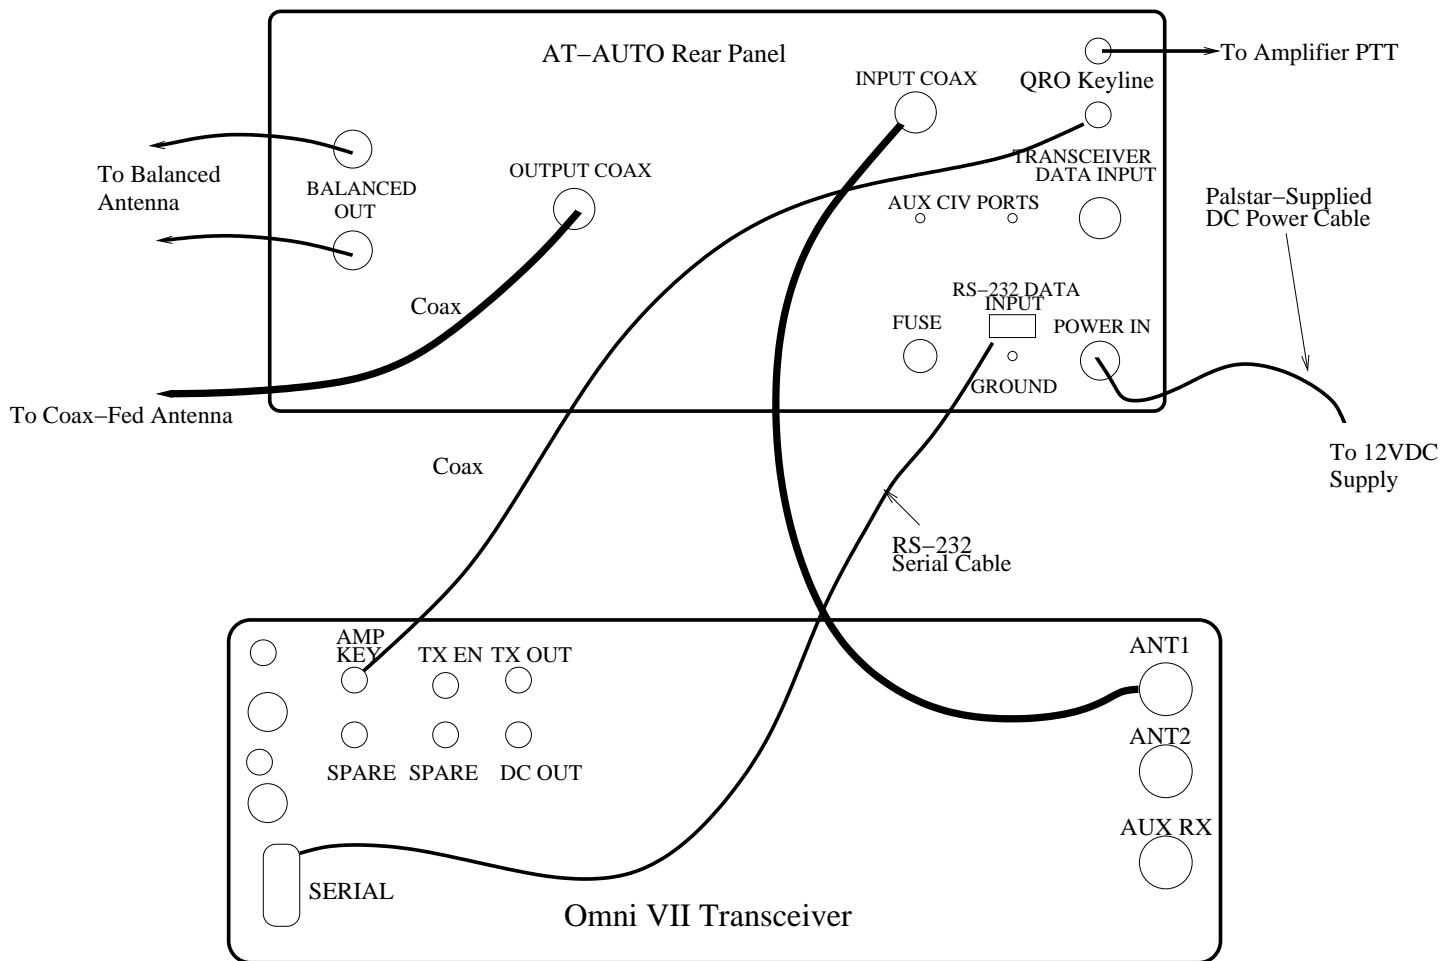 AT−AUTO Rear Panel
To Amplifier PTT
INPUT COAX
QRO Keyline
To Balanced
Antenna
BALANCED
OUT
OUTPUT COAX
TRANSCEIVER
DATA INPUT
AUX CIV PORTS
Palstar−Supplied
DC Power Cable
Coax
RS−232 DATA
INPUT
FUSE
POWER IN
GROUND
To Coax−Fed Antenna
To 12VDC
Supply
Coax
RS−232
Serial Cable
AMP
KEY
TX EN
TX OUT
ANT1
SPARE
SPARE
DC OUT
ANT2
AUX RX
SERIAL
Omni VII Transceiver